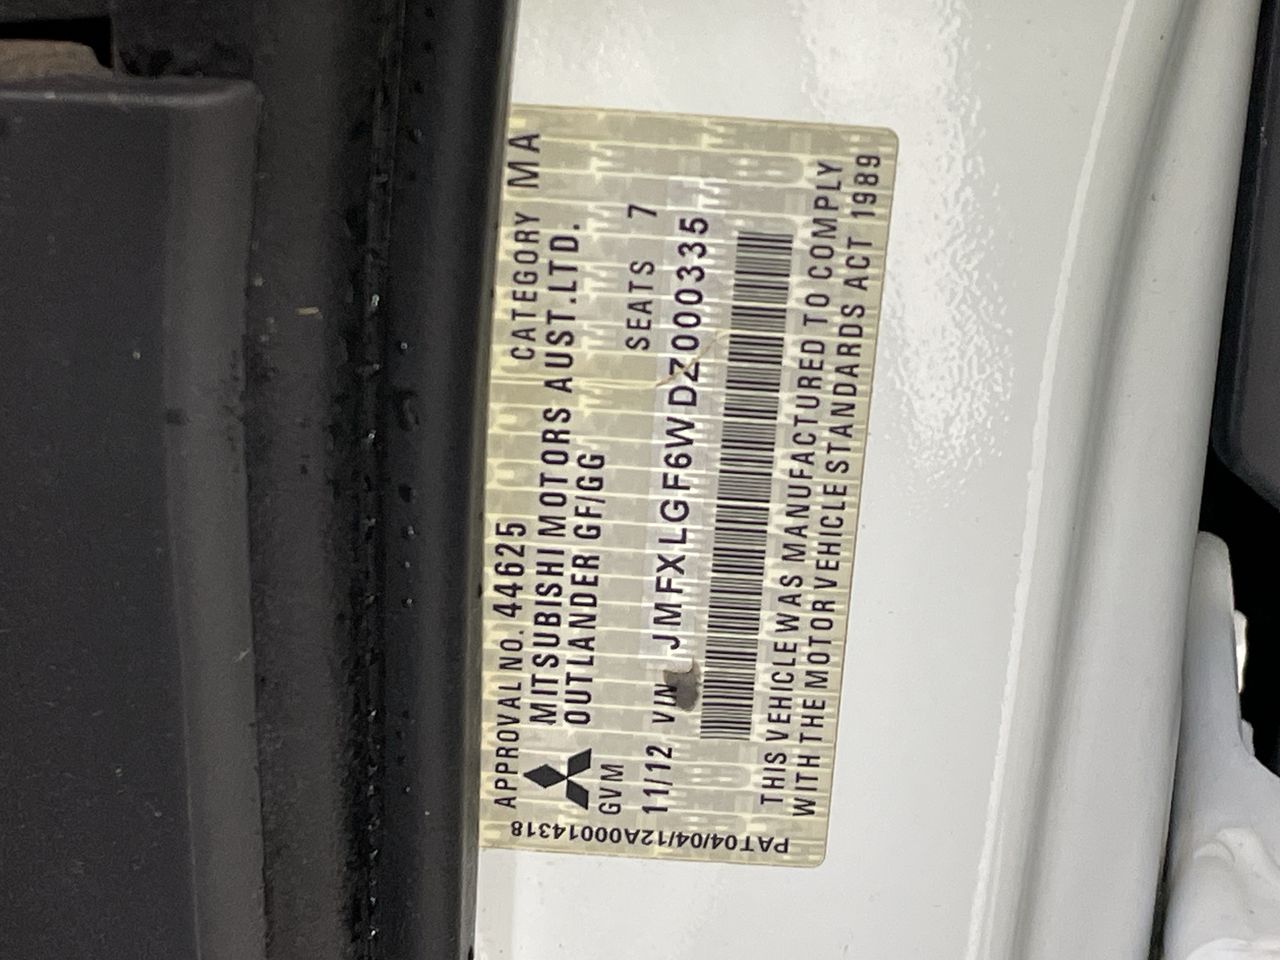 APPROVAL NO. 44625 CATEGORY MA
MITSUBISHI MOTORS AUST.LTD.
OUTLANDER GF/GG
GVM SEATS 7
11/12 VIN JMFXLGF6WDZ000335
THIS VEHICLE WAS MANUFACTURED TO COMPLY
WITH THE MOTOR VEHICLE STANDARDS ACT 1989
PAT04/04/12A00014318